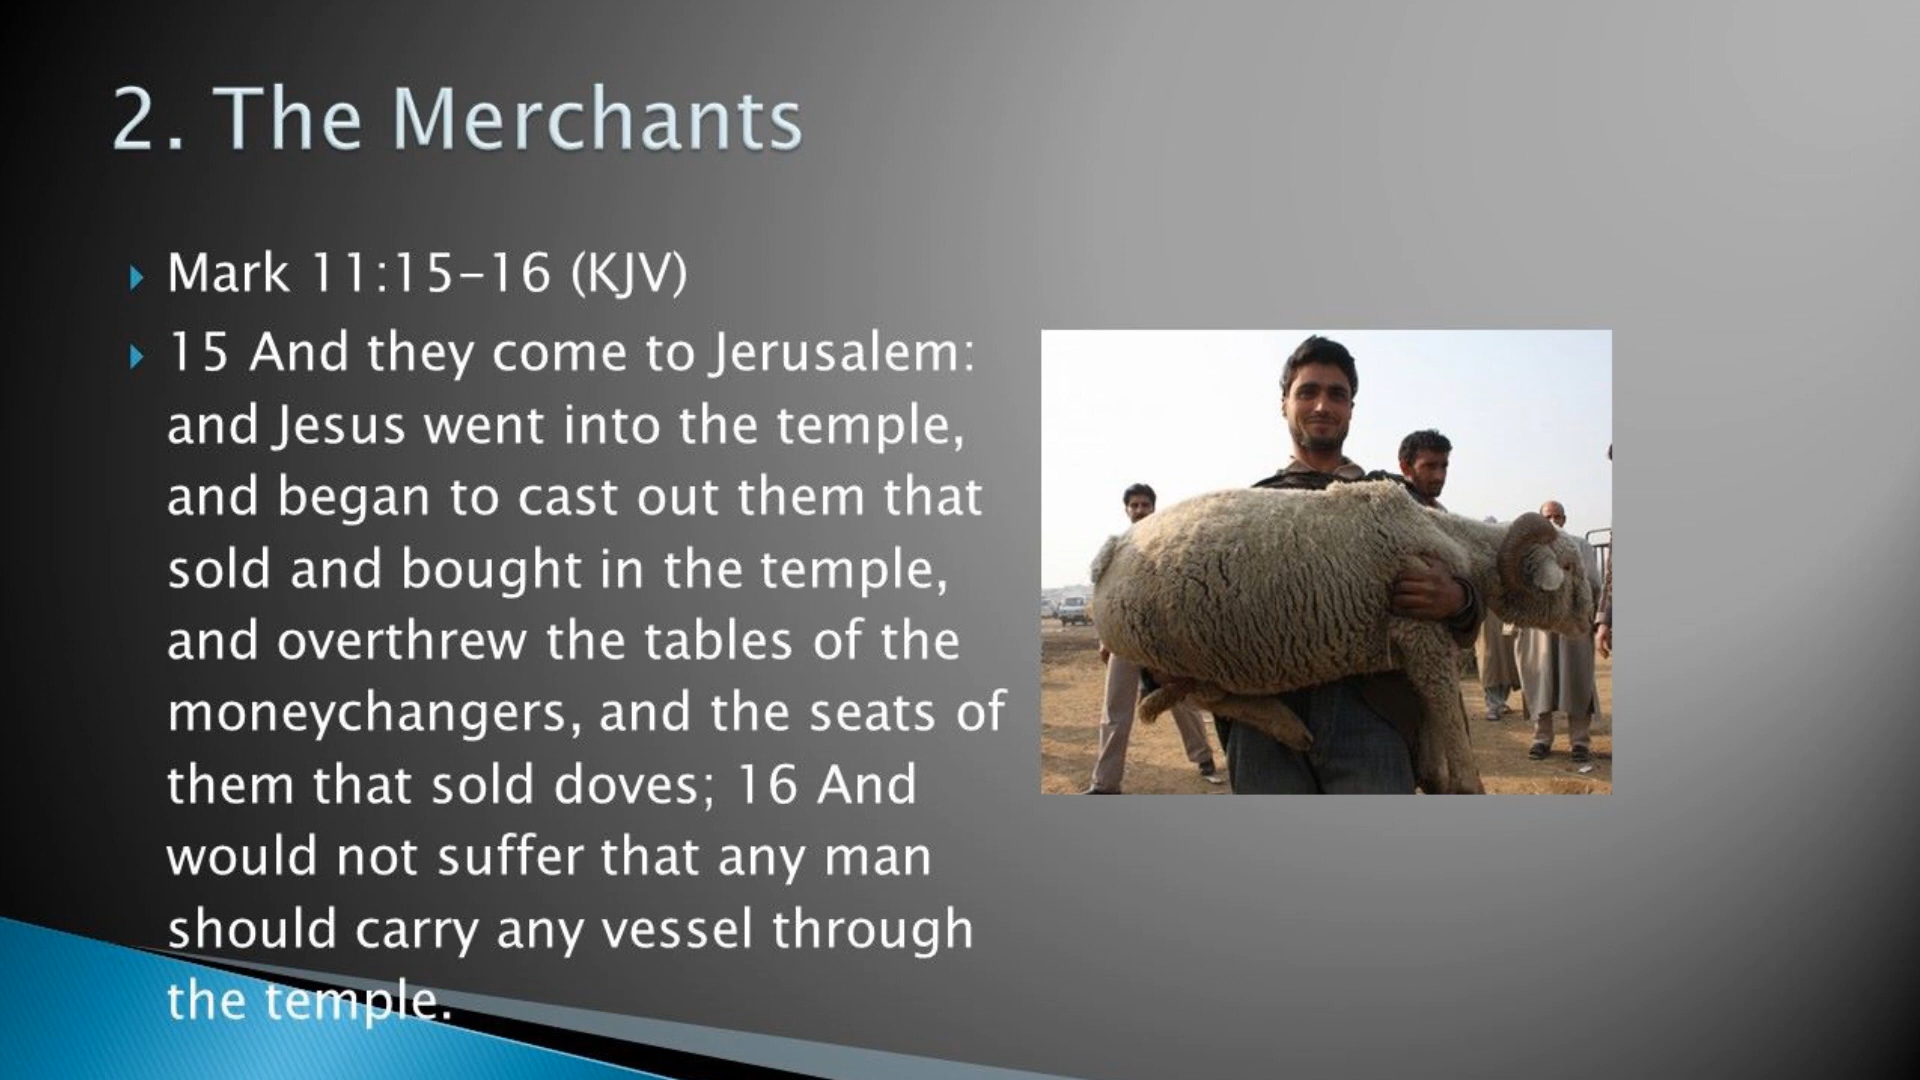 2. The Merchants
Mark 11:15-16 (KJV)
15 And they come to Jerusalem:
and Jesus went into the temple,
and began to cast out them that
sold and bought in the temple,
and overthrew the tables of the
moneychangers, and the seats of
them that sold doves; 16 And
would not suffer that any man
should carry any vessel through
the temple.